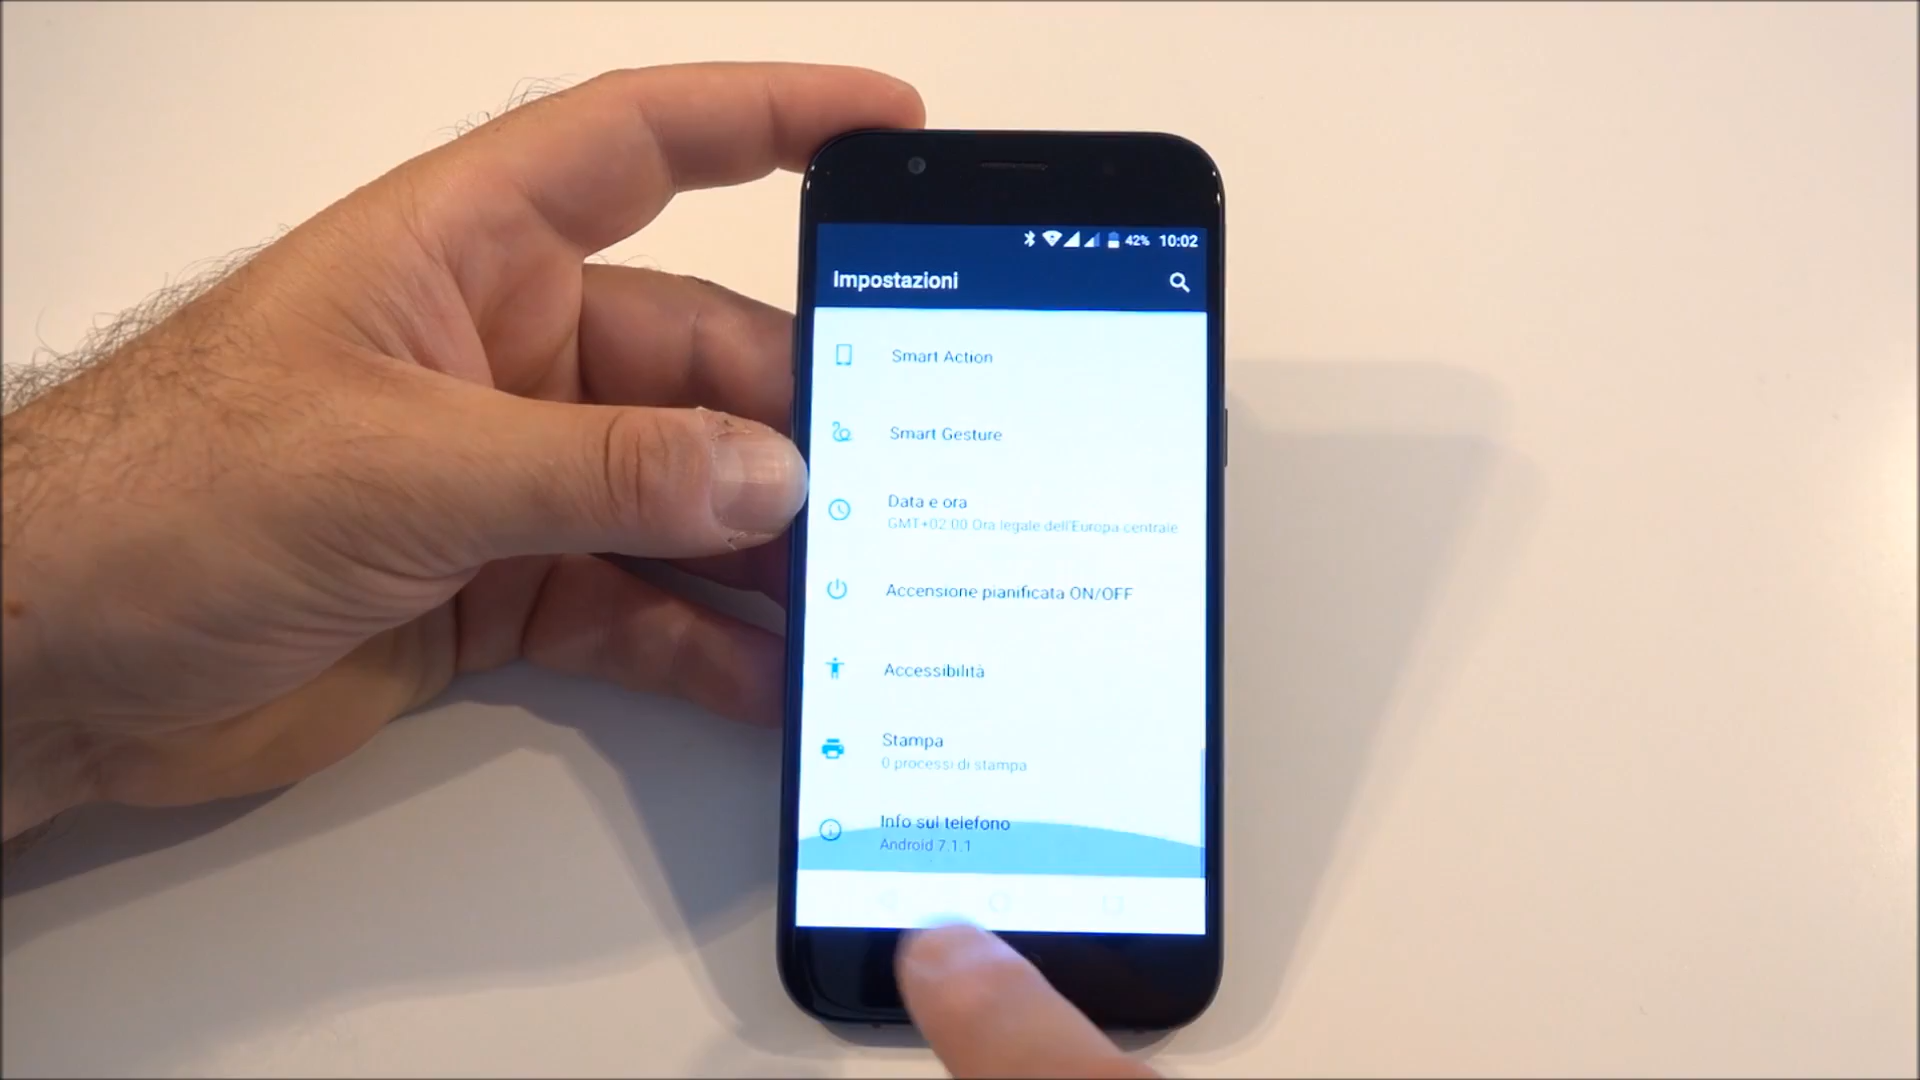 42% 10:02
Impostazioni
Smart Action
Smart Gesture
Data e ora
GMT+02:00 Ora legale dell'Europa centrale
Accensione pianificata ON/OFF
Accessibilità
Stampa
0 processi di stampa
Info sul telefono
Android 7.1.1